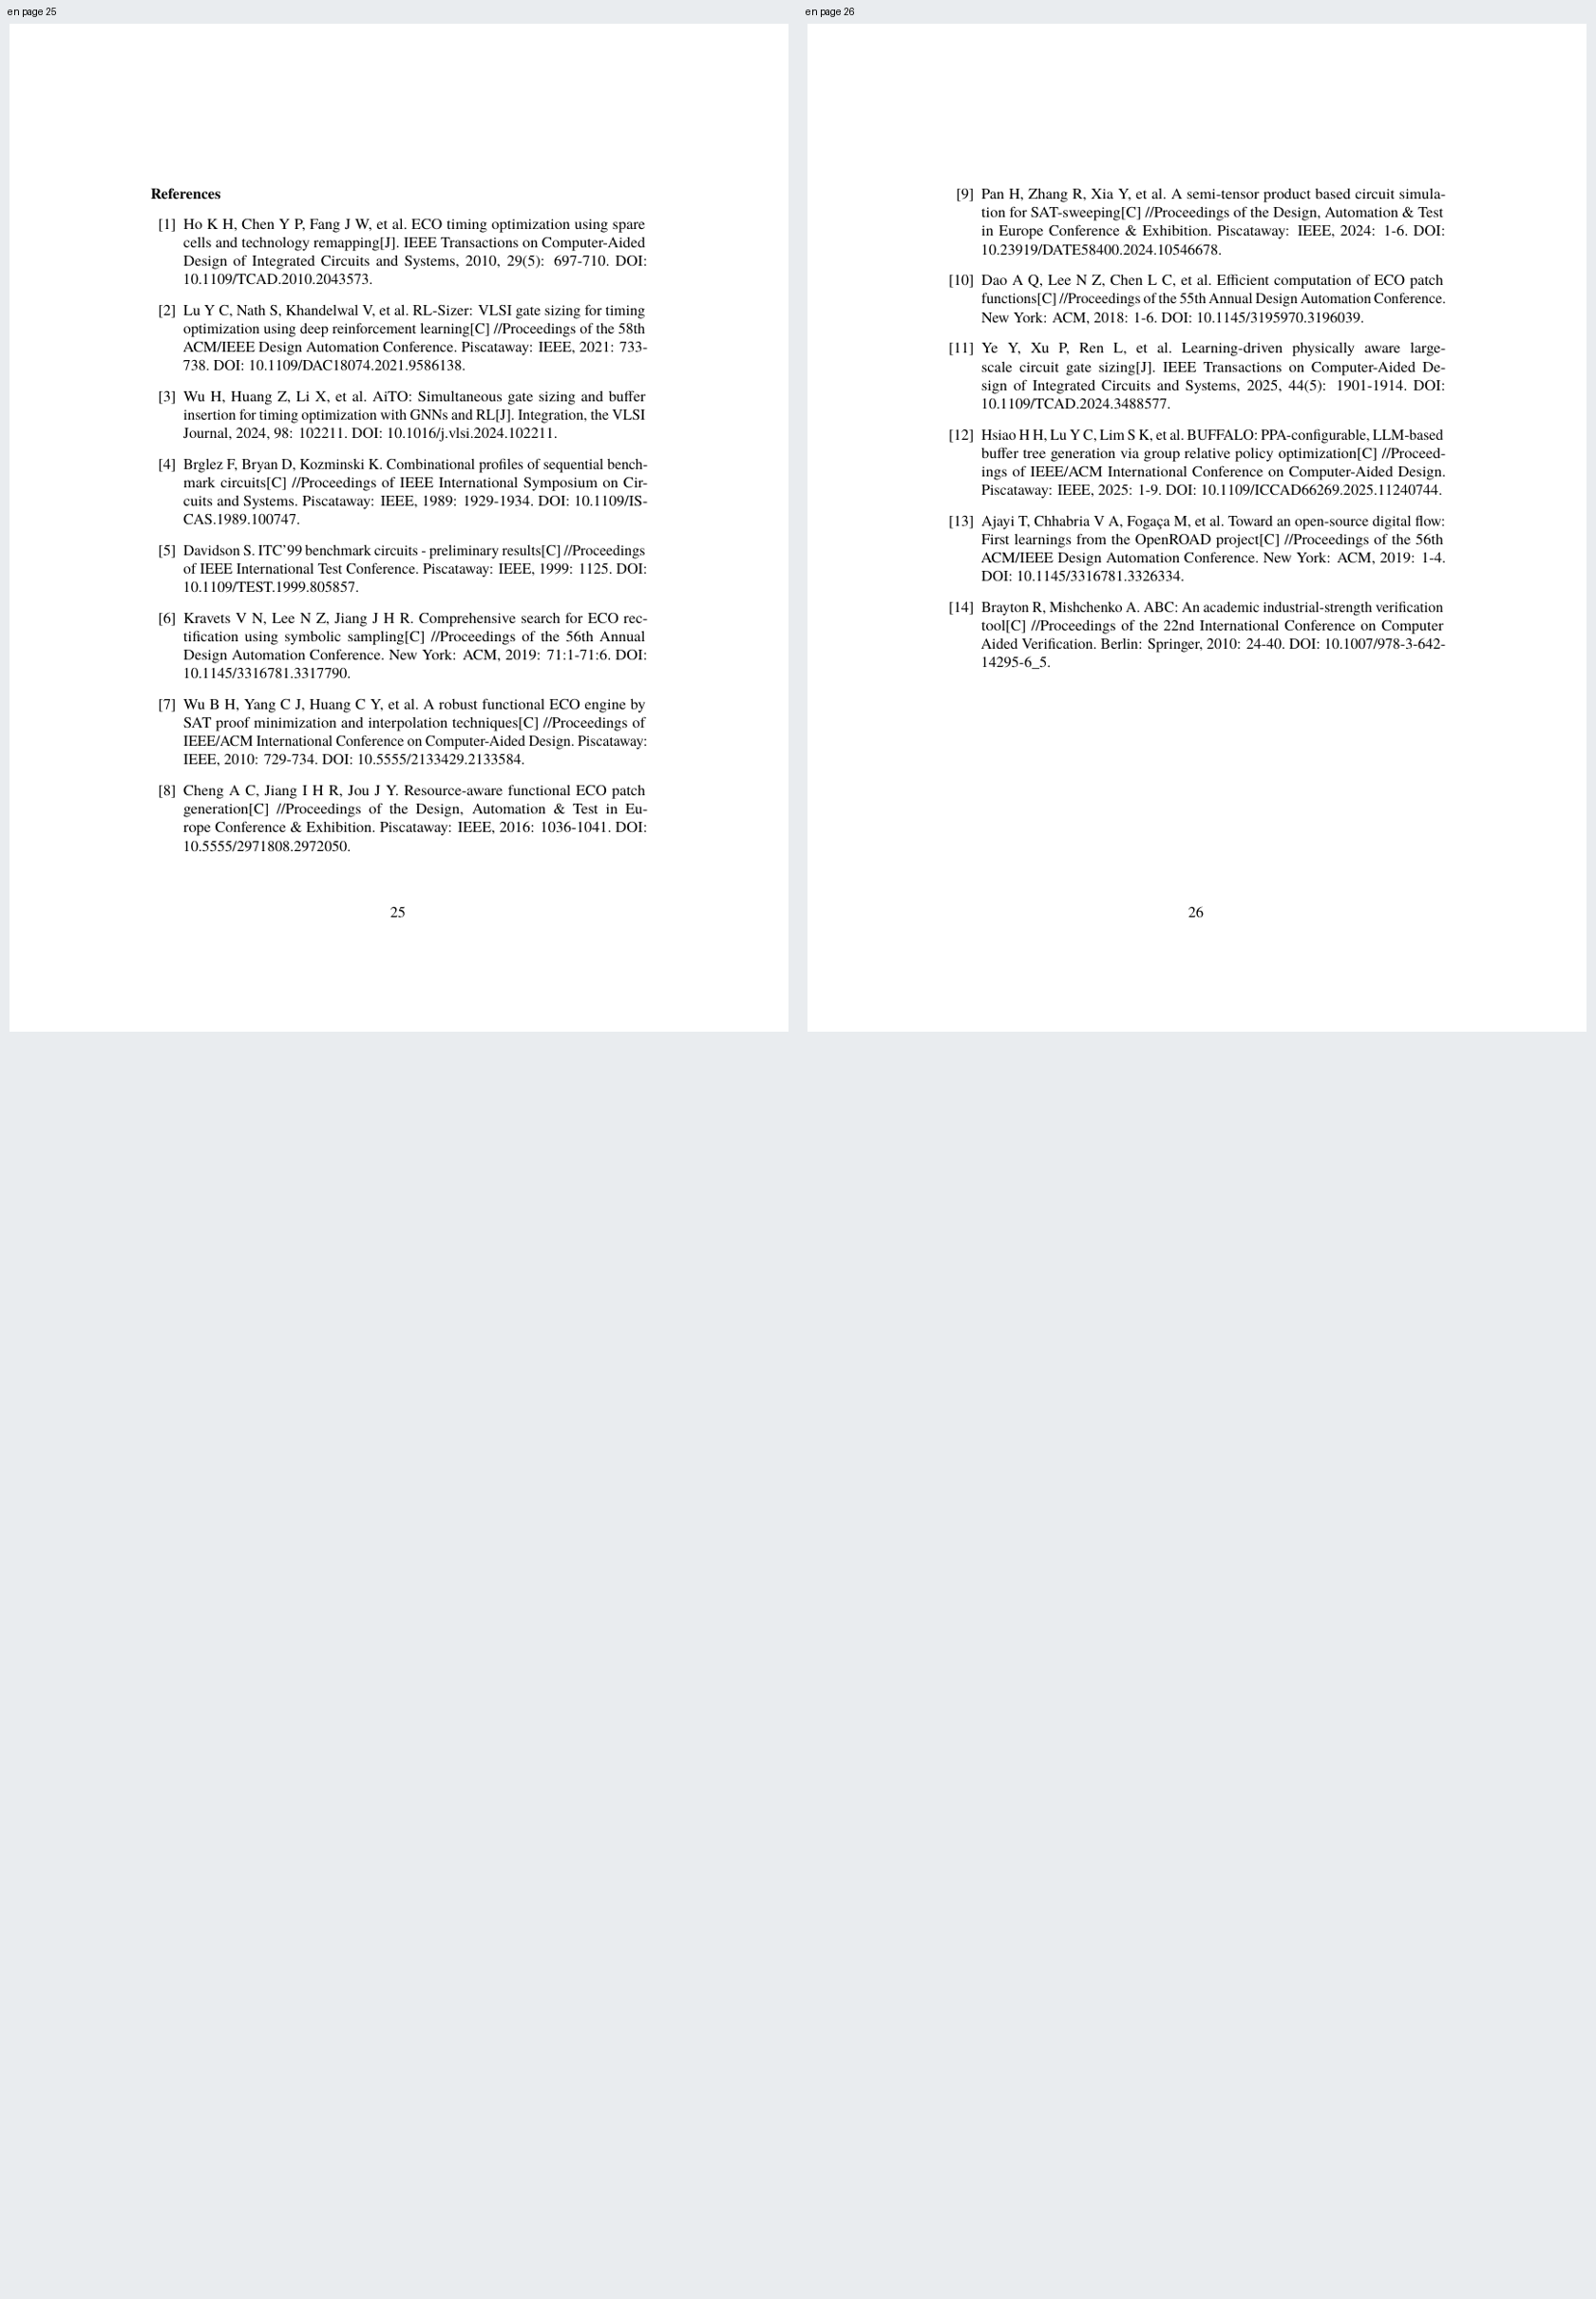 en page 25
References
[1] Ho K H, Chen Y P, Fang J W, et al. ECO timing optimization using spare
cells and technology remapping[J]. IEEE Transactions on Computer-Aided
Design of Integrated Circuits and Systems, 2010, 29(5): 697-710. DOI:
10.1109/TCAD.2010.2043573.
[2] Lu Y C, Nath S, Khandelwal V, et al. RL-Sizer: VLSI gate sizing for timing
optimization using deep reinforcement learning[C] //Proceedings of the 58th
ACM/IEEE Design Automation Conference. Piscataway: IEEE, 2021: 733-
738. DOI: 10.1109/DAC18074.2021.9586138.
[3] Wu H, Huang Z, Li X, et al. AiTO: Simultaneous gate sizing and buffer
insertion for timing optimization with GNNs and RL[J]. Integration, the VLSI
Journal, 2024, 98: 102211. DOI: 10.1016/j.vlsi.2024.102211.
[4] Brglez F, Bryan D, Kozminski K. Combinational profiles of sequential bench-
mark circuits[C] //Proceedings of IEEE International Symposium on Cir-
cuits and Systems. Piscataway: IEEE, 1989: 1929-1934. DOI: 10.1109/IS-
CAS.1989.100747.
[5] Davidson S. ITC’99 benchmark circuits - preliminary results[C] //Proceedings
of IEEE International Test Conference. Piscataway: IEEE, 1999: 1125. DOI:
10.1109/TEST.1999.805857.
[6] Kravets V N, Lee N Z, Jiang J H R. Comprehensive search for ECO rec-
tification using symbolic sampling[C] //Proceedings of the 56th Annual
Design Automation Conference. New York: ACM, 2019: 71:1-71:6. DOI:
10.1145/3316781.3317790.
[7] Wu B H, Yang C J, Huang C Y, et al. A robust functional ECO engine by
SAT proof minimization and interpolation techniques[C] //Proceedings of
IEEE/ACM International Conference on Computer-Aided Design. Piscataway:
IEEE, 2010: 729-734. DOI: 10.5555/2133429.2133584.
[8] Cheng A C, Jiang I H R, Jou J Y. Resource-aware functional ECO patch
generation[C] //Proceedings of the Design, Automation & Test in Eu-
rope Conference & Exhibition. Piscataway: IEEE, 2016: 1036-1041. DOI:
10.5555/2971808.2972050.
25
en page 26
[9] Pan H, Zhang R, Xia Y, et al. A semi-tensor product based circuit simula-
tion for SAT-sweeping[C] //Proceedings of the Design, Automation & Test
in Europe Conference & Exhibition. Piscataway: IEEE, 2024: 1-6. DOI:
10.23919/DATE58400.2024.10546678.
[10] Dao A Q, Lee N Z, Chen L C, et al. Efficient computation of ECO patch
functions[C] //Proceedings of the 55th Annual Design Automation Conference.
New York: ACM, 2018: 1-6. DOI: 10.1145/3195970.3196039.
[11] Ye Y, Xu P, Ren L, et al. Learning-driven physically aware large-
scale circuit gate sizing[J]. IEEE Transactions on Computer-Aided De-
sign of Integrated Circuits and Systems, 2025, 44(5): 1901-1914. DOI:
10.1109/TCAD.2024.3488577.
[12] Hsiao H H, Lu Y C, Lim S K, et al. BUFFALO: PPA-configurable, LLM-based
buffer tree generation via group relative policy optimization[C] //Proceed-
ings of IEEE/ACM International Conference on Computer-Aided Design.
Piscataway: IEEE, 2025: 1-9. DOI: 10.1109/ICCAD66269.2025.11240744.
[13] Ajayi T, Chhabria V A, Fogaça M, et al. Toward an open-source digital flow:
First learnings from the OpenROAD project[C] //Proceedings of the 56th
ACM/IEEE Design Automation Conference. New York: ACM, 2019: 1-4.
DOI: 10.1145/3316781.3326334.
[14] Brayton R, Mishchenko A. ABC: An academic industrial-strength verification
tool[C] //Proceedings of the 22nd International Conference on Computer
Aided Verification. Berlin: Springer, 2010: 24-40. DOI: 10.1007/978-3-642-
14295-6_5.
26